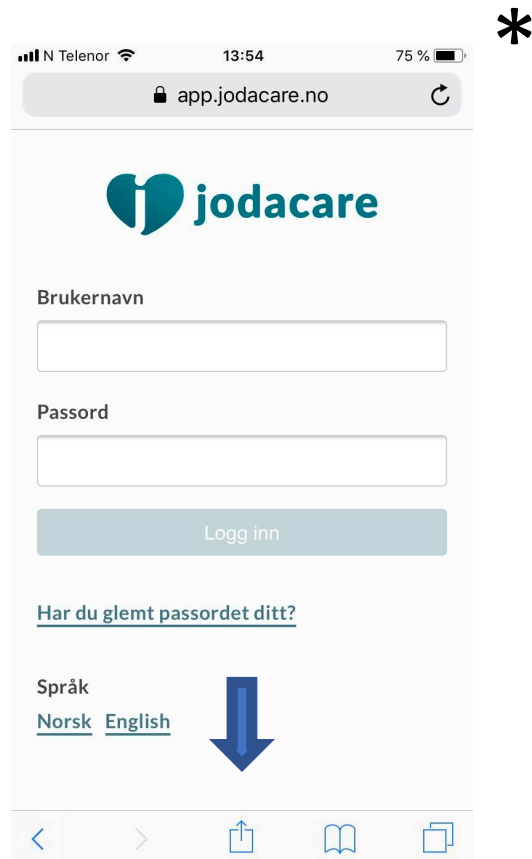 *
N Telenor 13:54 75 %
app.jodacare.no
jodacare
Brukernavn
Passord
Logg inn
Har du glemt passordet ditt?
Språk
Norsk English